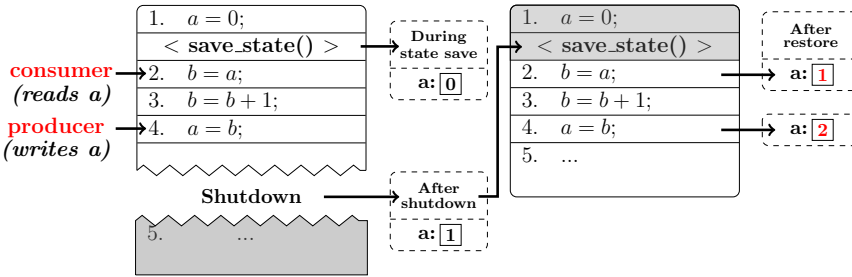 consumer
(reads a)
producer
(writes a)
1. a = 0;
< save_state() >
2. b = a;
3. b = b + 1;
4. a = b;
Shutdown
5. ...
During
state save
a: 0
After
shutdown
a: 1
1. a = 0;
< save_state() >
2. b = a;
3. b = b + 1;
4. a = b;
5. ...
After
restore
a: 1
a: 2